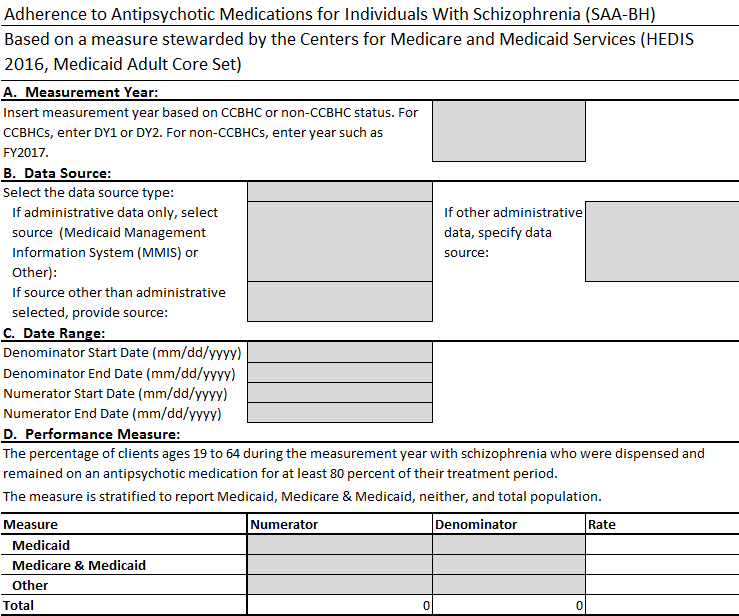 Adherence to Antipsychotic Medications for Individuals With Schizophrenia (SAA-BH)
Based on a measure stewarded by the Centers for Medicare and Medicaid Services (HEDIS
2016, Medicaid Adult Core Set)
A. Measurement Year:
Insert measurement year based on CCBHC or non-CCBHC status. For
CCBHCs, enter DY1 or DY2. For non-CCBHCs, enter year such as
FY2017.
B. Data Source:
Select the data source type:
If administrative data only, select
source (Medicaid Management
Information System (MMIS) or
Other):
If other administrative
data, specify data
source:
If source other than administrative
selected, provide source:
C. Date Range:
Denominator Start Date (mm/dd/yyyy)
Denominator End Date (mm/dd/yyyy)
Numerator Start Date (mm/dd/yyyy)
Numerator End Date (mm/dd/yyyy)
D. Performance Measure:
The percentage of clients ages 19 to 64 during the measurement year with schizophrenia who were dispensed and
remained on an antipsychotic medication for at least 80 percent of their treatment period.
The measure is stratified to report Medicaid, Medicare & Medicaid, neither, and total population.
Measure Numerator Denominator Rate
Medicaid
Medicare & Medicaid
Other
Total 0 0